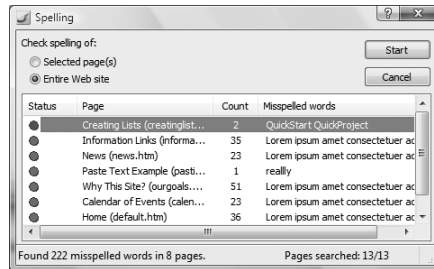 Spelling
Check spelling of:
Selected page(s)
Entire Web site
Start
Cancel
Status Page Count Misspelled words
Creating Lists (creatinglist... 2 QuickStart QuickProject
Information Links (informa... 35 Lorem ipsum amet consectetuer ac
News (news.htm) 23 Lorem ipsum amet consectetuer ac
Paste Text Example (pasti... 1 reallly
Why This Site? (ourgoals.... 51 Lorem ipsum amet consectetuer ac
Calendar of Events (calen... 23 Lorem ipsum amet consectetuer ac
Home (default.htm) 36 Lorem ipsum amet consectetuer ac
Found 222 misspelled words in 8 pages. Pages searched: 13/13